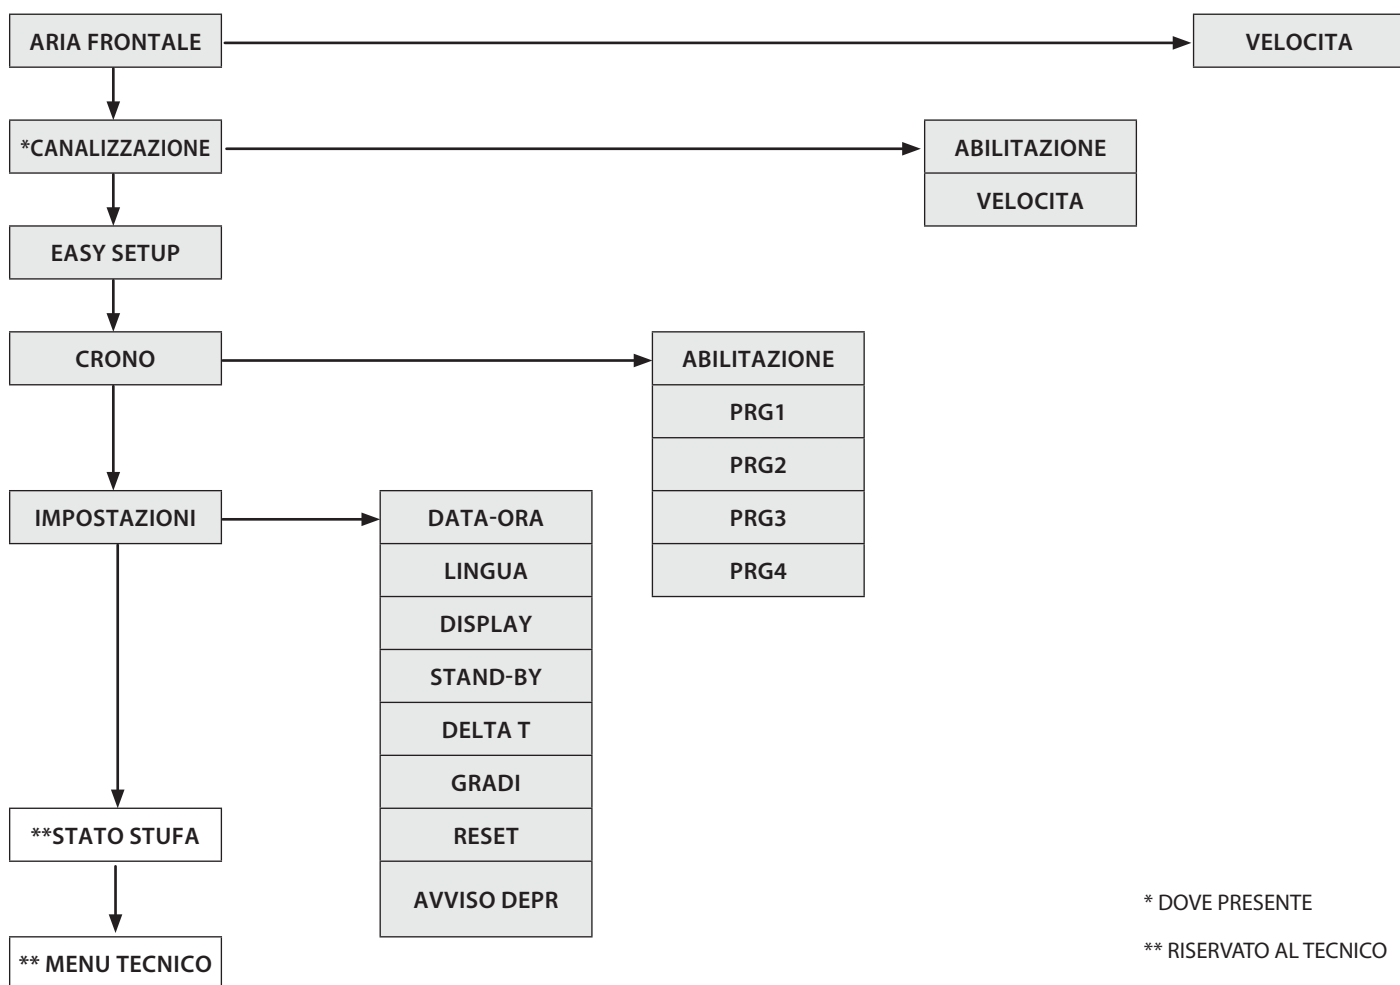 ARIA FRONTALE
VELOCITA
*CANALIZZAZIONE
ABILITAZIONE
VELOCITA
EASY SETUP
CRONO
ABILITAZIONE
PRG1
PRG2
PRG3
PRG4
IMPOSTAZIONI
DATA-ORA
LINGUA
DISPLAY
STAND-BY
DELTA T
GRADI
RESET
AVVISO DEPR
**STATO STUFA
** MENU TECNICO
* DOVE PRESENTE
** RISERVATO AL TECNICO